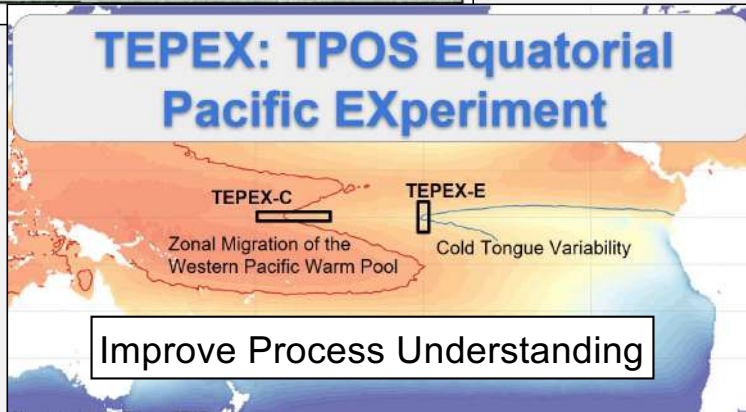 TEPEX: TPOS Equatorial
Pacific EXperiment
TEPEX-C
TEPEX-E
Zonal Migration of the
Western Pacific Warm Pool
Cold Tongue Variability
Improve Process Understanding